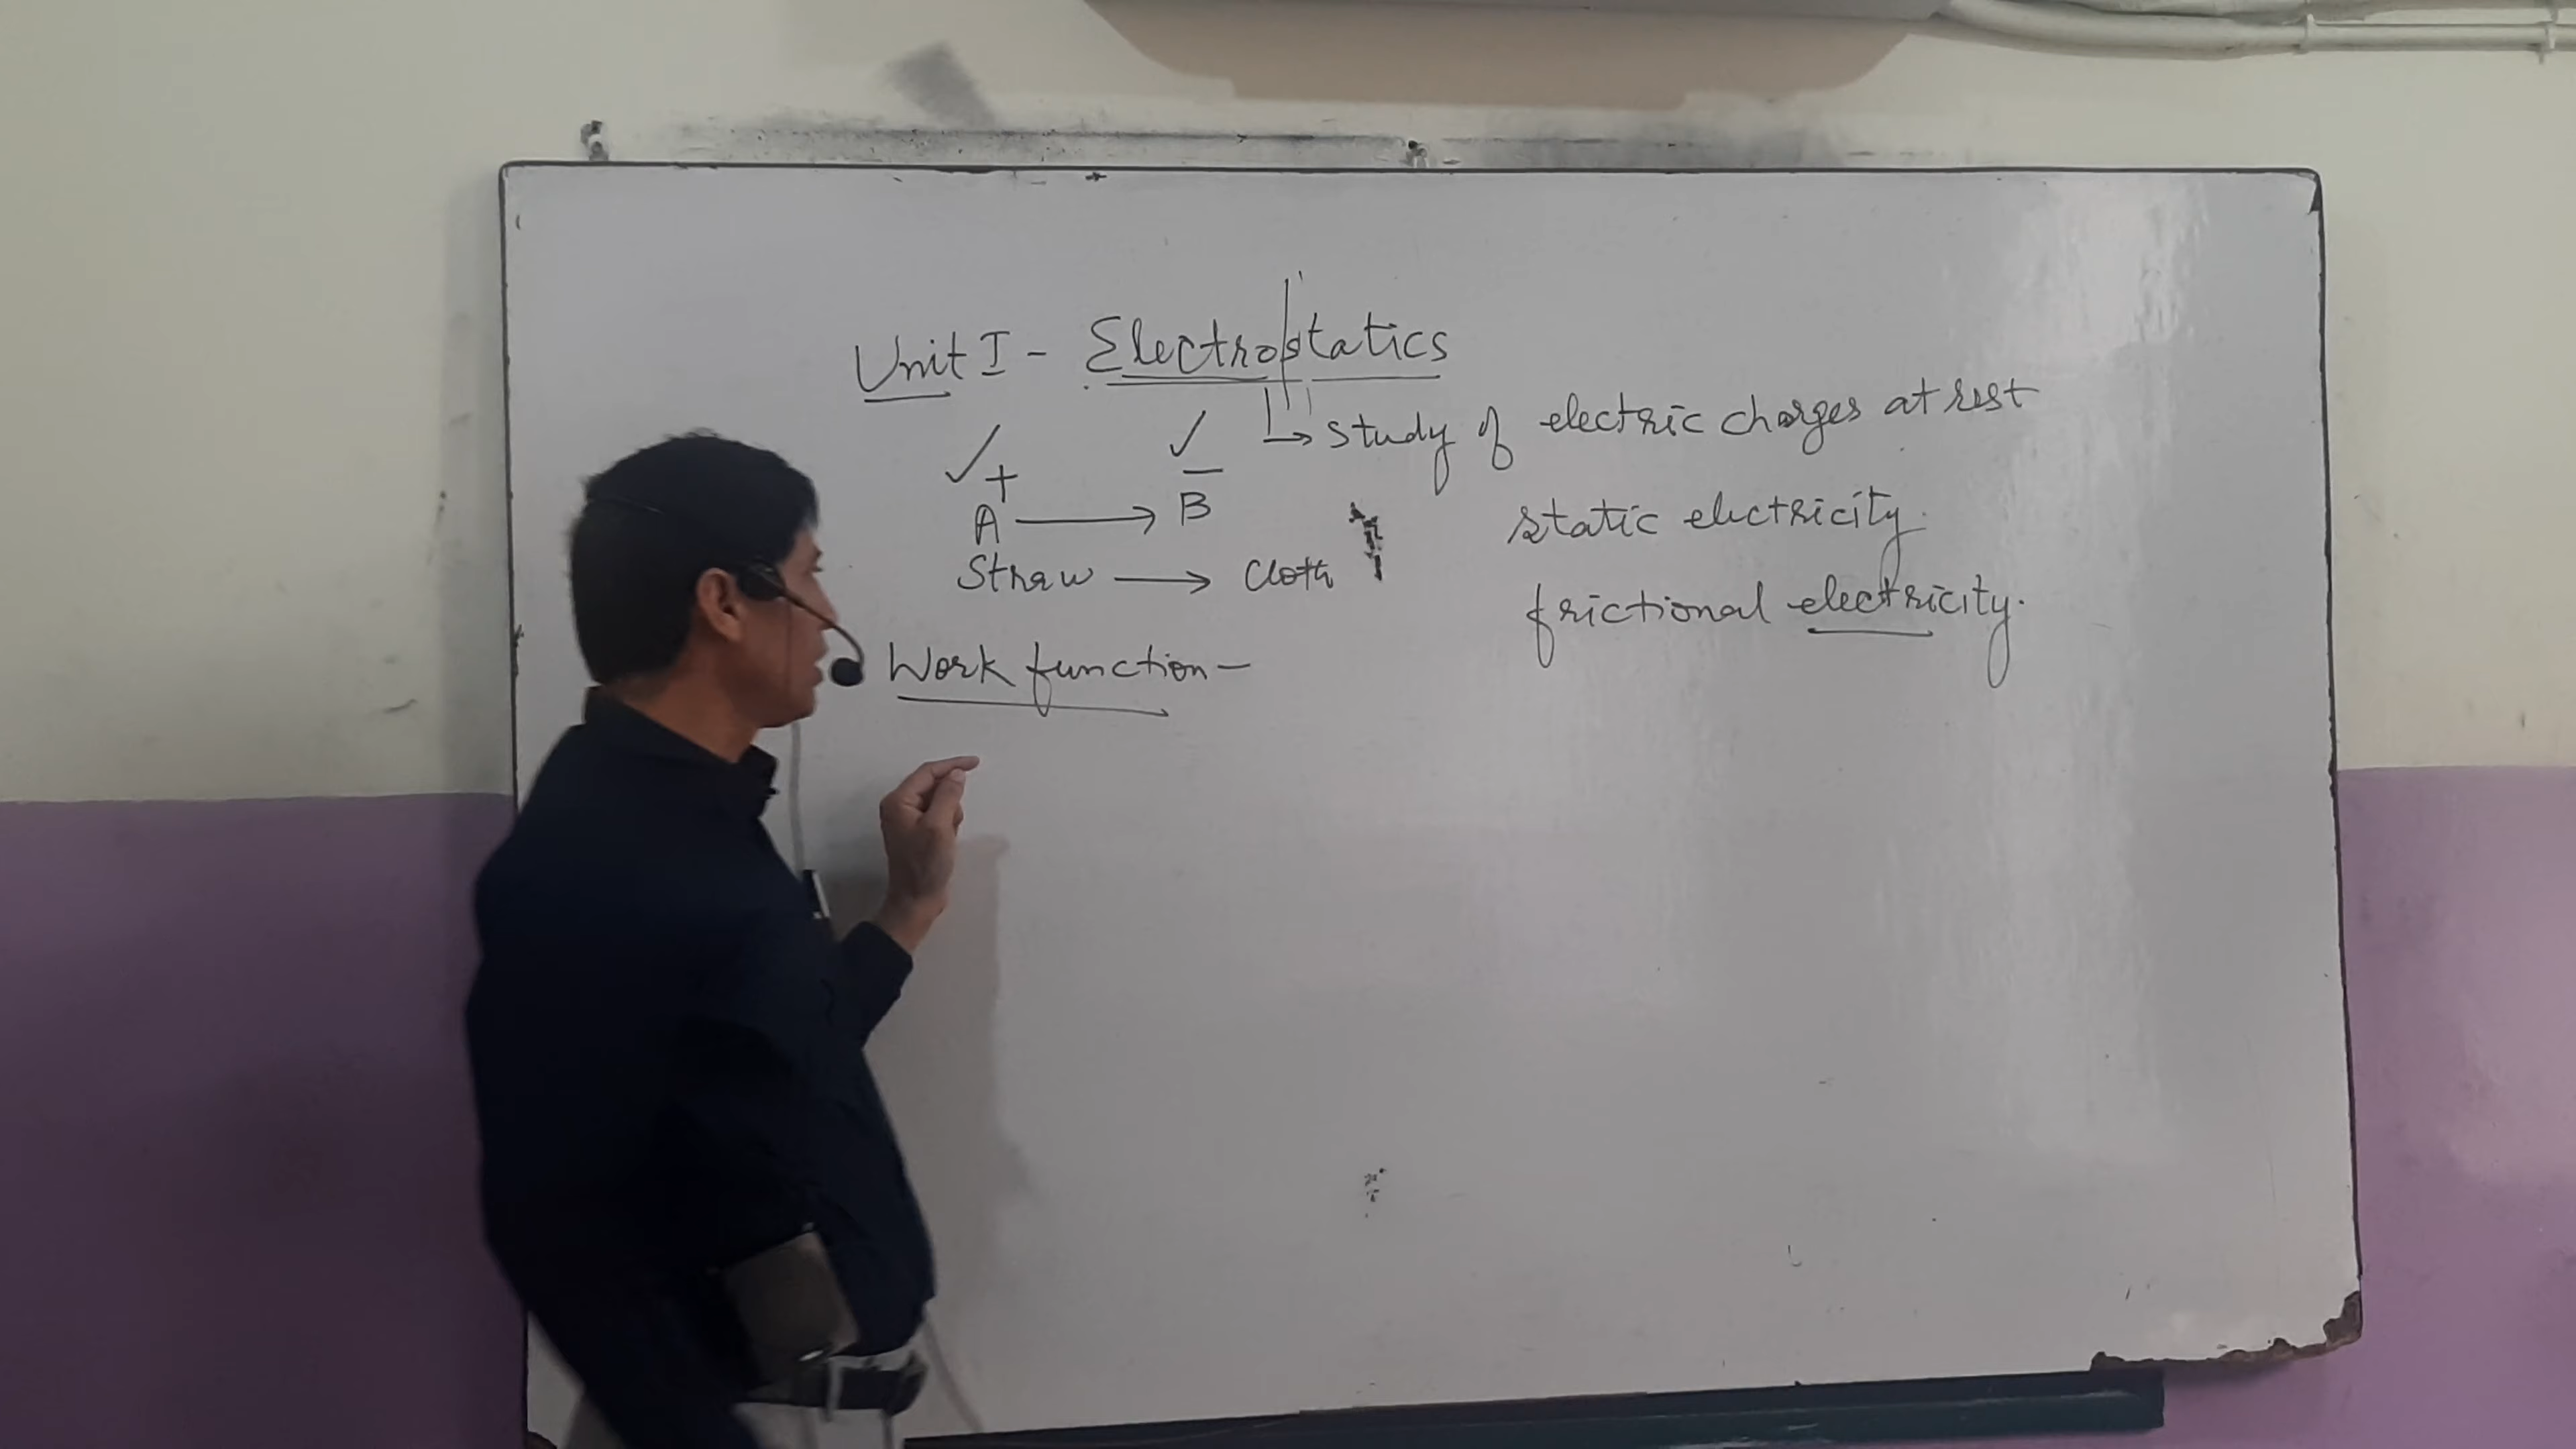 Unit I - Electrostatics
→ study of electric charges at rest
✓ + ✓ −
A → B
static electricity.
Straw → Cloth
frictional electricity.
Work function -